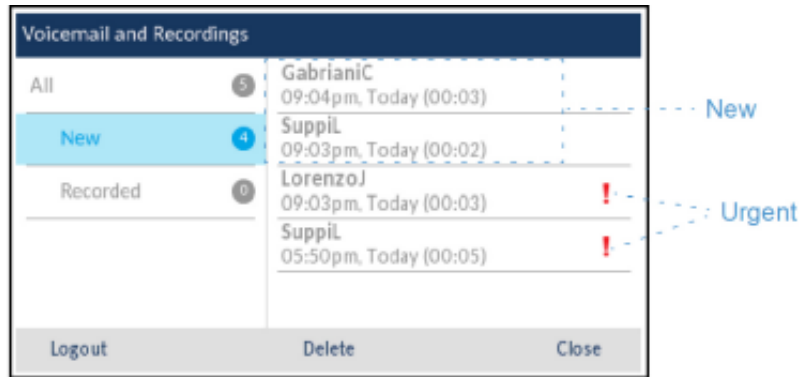 Voicemail and Recordings
All 5
New 4
Recorded 0
GabrianiC
09:04pm, Today (00:03)
SuppiL
09:03pm, Today (00:02)
LorenzoJ
09:03pm, Today (00:03) !
SuppiL
05:50pm, Today (00:05) !
New
Urgent
Logout Delete Close